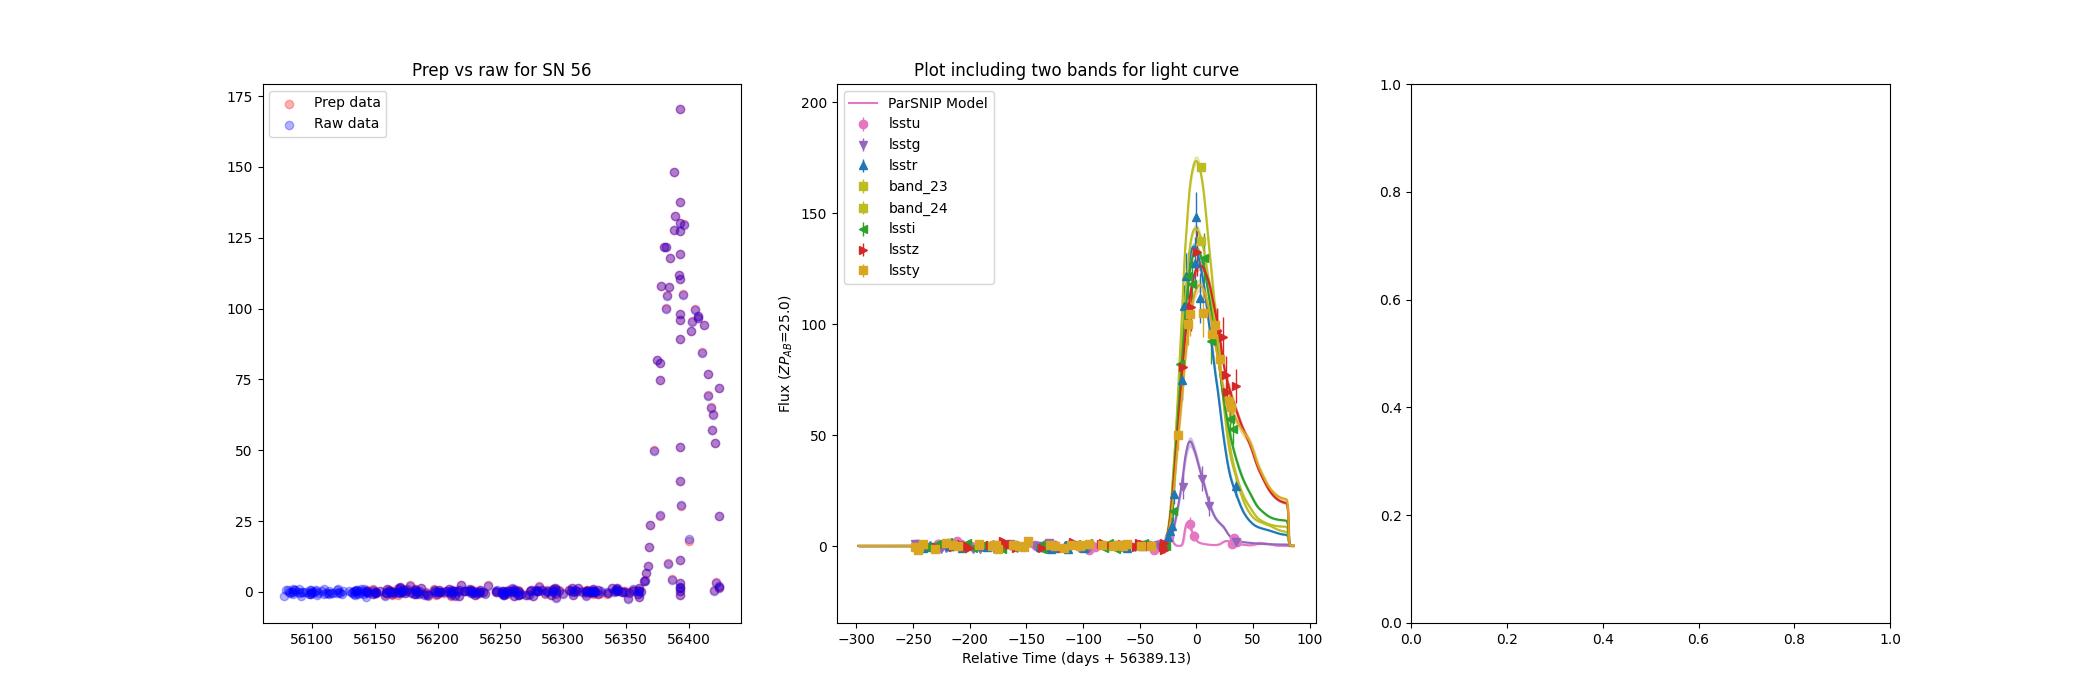 Prep vs raw for SN 56
Prep data
Raw data
175
150
125
100
75
50
25
0
56100 56150 56200 56250 56300 56350 56400
Plot including two bands for light curve
ParSNIP Model
lsstu
lsstg
lsstr
band_23
band_24
lssti
lsstz
lssty
Flux (ZP_AB=25.0)
200
150
100
50
0
−300 −250 −200 −150 −100 −50 0 50 100
Relative Time (days + 56389.13)
1.0
0.8
0.6
0.4
0.2
0.0
0.0 0.2 0.4 0.6 0.8 1.0